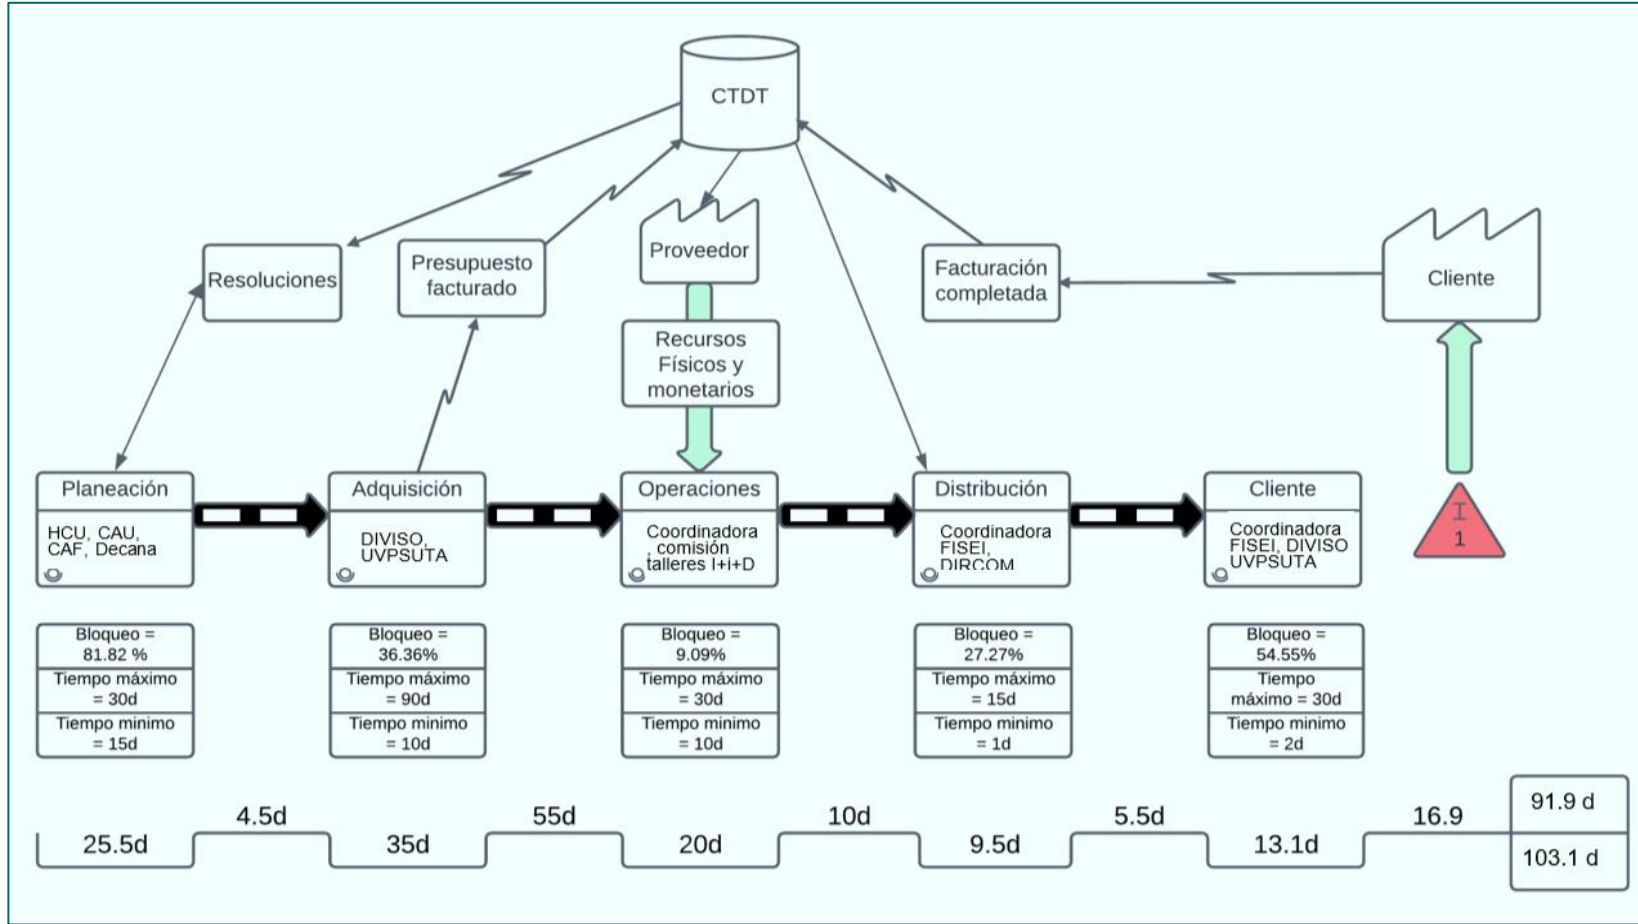 CTDT
Resoluciones
Presupuesto
facturado
Proveedor
Facturación
completada
Cliente
Recursos
Físicos y
monetarios
Planeación
HCU, CAU,
CAF, Decana
Adquisición
DIVISO,
UVPSUTA
Operaciones
Coordinadora
, comisión
talleres I+i+D
Distribución
Coordinadora
FISEI,
DIRCOM
Cliente
Coordinadora
FISEI, DIVISO
UVPSUTA
I
1
Bloqueo =
81.82 %
Tiempo máximo
= 30d
Tiempo minimo
= 15d
Bloqueo =
36.36%
Tiempo máximo
= 90d
Tiempo minimo
= 10d
Bloqueo =
9.09%
Tiempo máximo
= 30d
Tiempo minimo
= 10d
Bloqueo =
27.27%
Tiempo máximo
= 15d
Tiempo minimo
= 1d
Bloqueo =
54.55%
Tiempo
máximo = 30d
Tiempo minimo
= 2d
25.5d
4.5d
35d
55d
20d
10d
9.5d
5.5d
13.1d
16.9
91.9 d
103.1 d